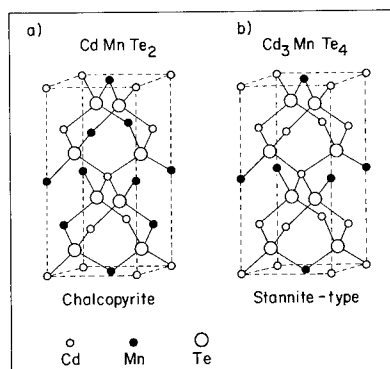 a)
Cd Mn Te₂
b)
Cd₃ Mn Te₄
Chalcopyrite
Stannite-type
Cd
Mn
Te